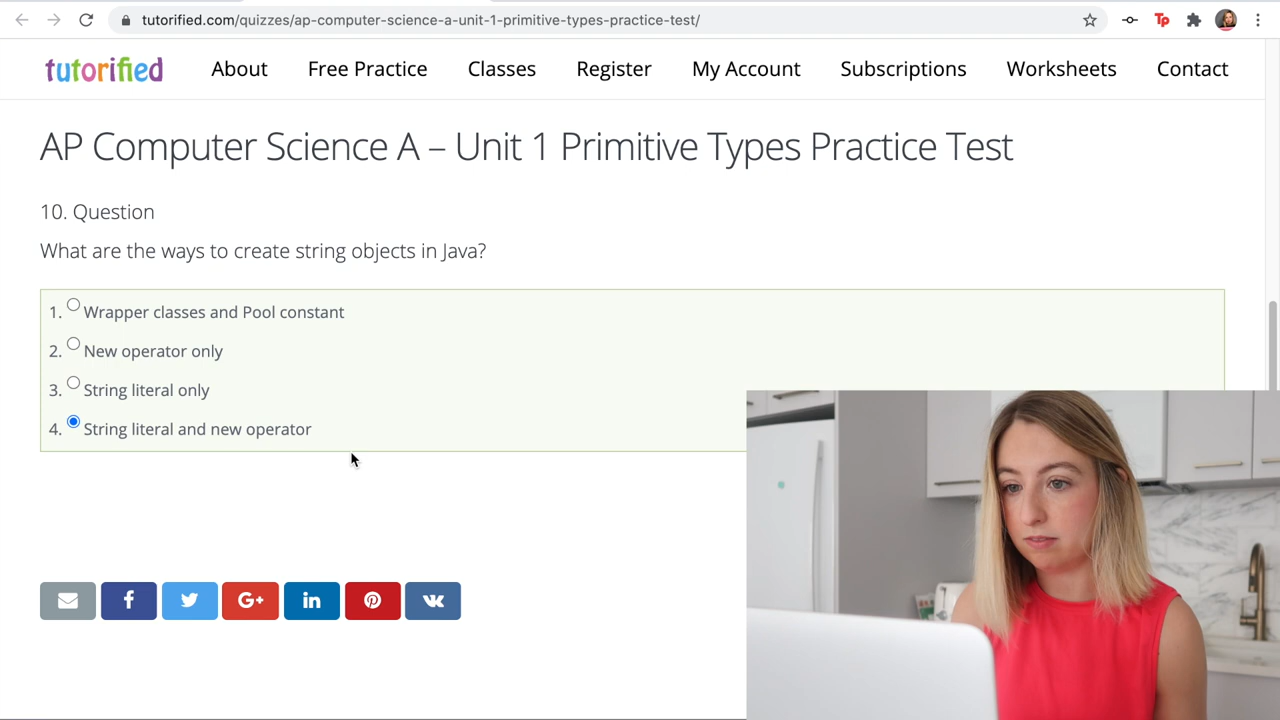 tutorified.com/quizzes/ap-computer-science-a-unit-1-primitive-types-practice-test/
Tp
tutorified About Free Practice Classes Register My Account Subscriptions Worksheets Contact
AP Computer Science A – Unit 1 Primitive Types Practice Test
10. Question
What are the ways to create string objects in Java?
1. Wrapper classes and Pool constant
2. New operator only
3. String literal only
4. String literal and new operator
f G+ in